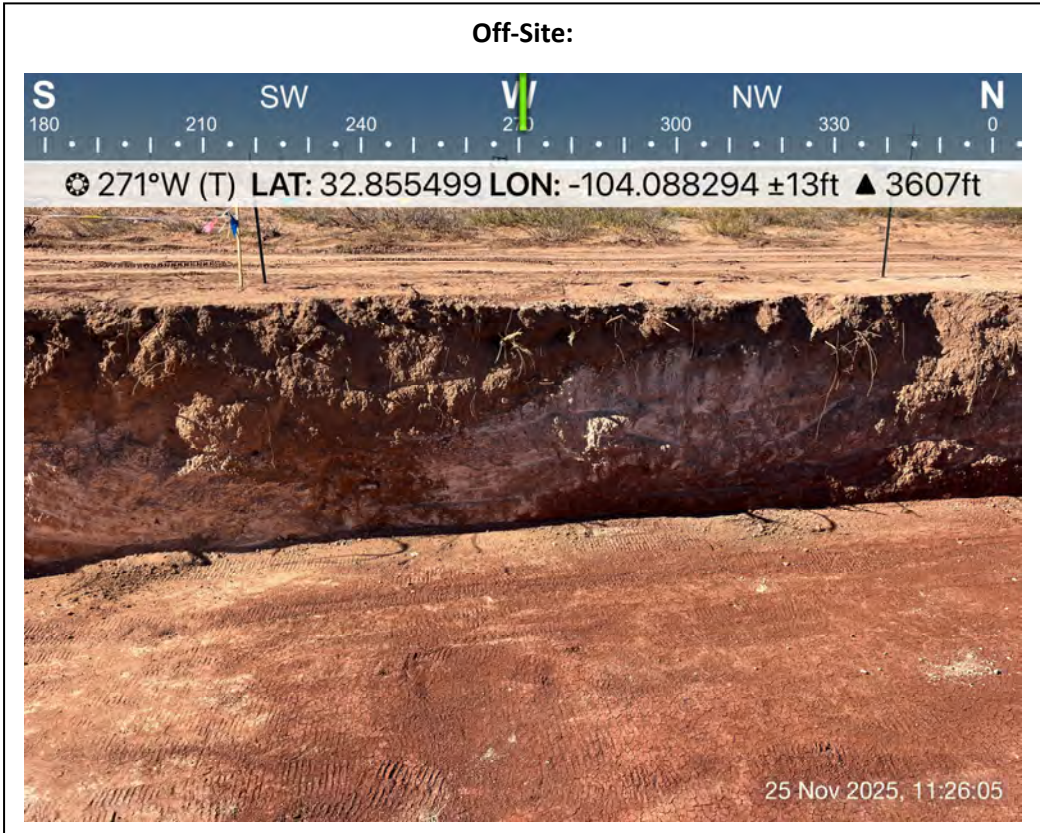 Off-Site:
S SW W NW N
180 210 240 270 300 330 0
271°W (T) LAT: 32.855499 LON: -104.088294 ±13ft ▲ 3607ft
25 Nov 2025, 11:26:05